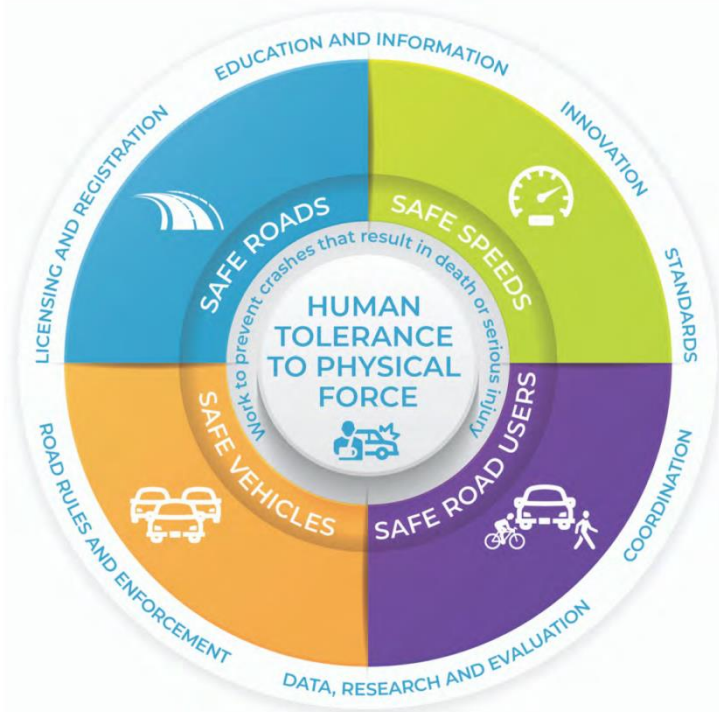 EDUCATION AND INFORMATION
INNOVATION
STANDARDS
COORDINATION
DATA, RESEARCH AND EVALUATION
ROAD RULES AND ENFORCEMENT
LICENSING AND REGISTRATION
SAFE ROADS
SAFE SPEEDS
SAFE ROAD USERS
SAFE VEHICLES
Work to prevent crashes that result in death or serious injury
HUMAN
TOLERANCE
TO PHYSICAL
FORCE